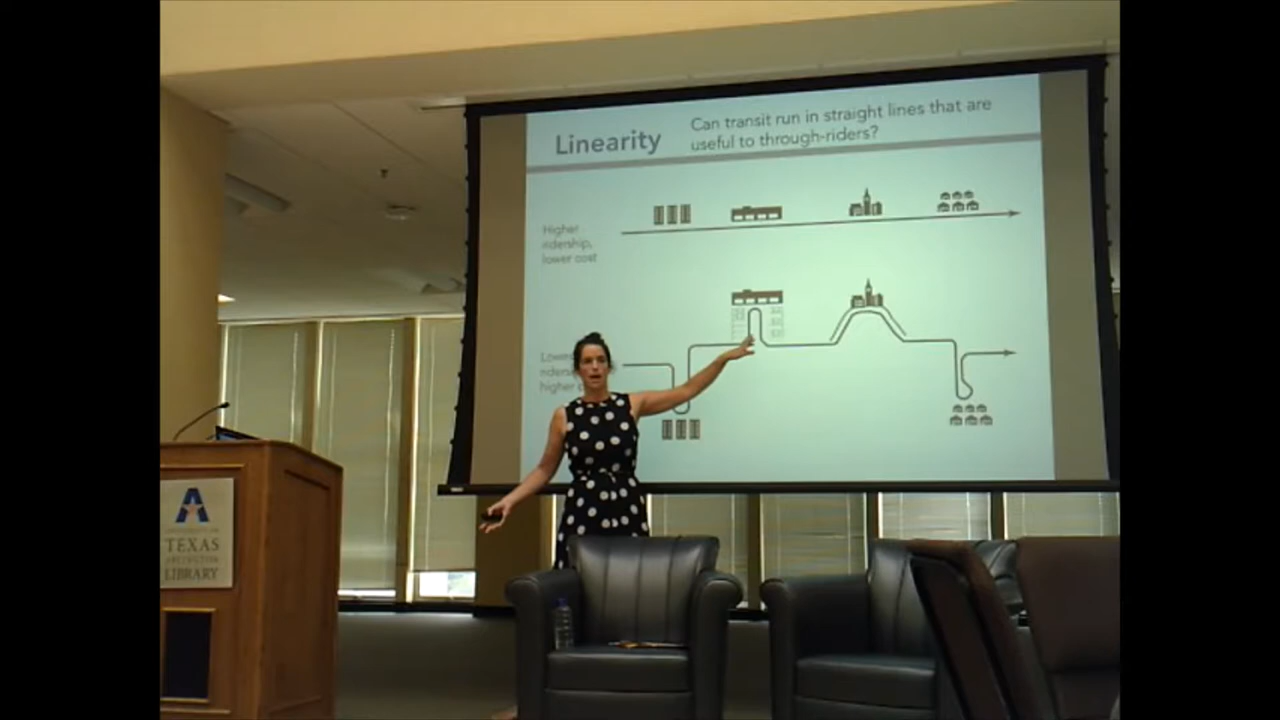 Linearity
Can transit run in straight lines that are
useful to through-riders?
Higher
ridership,
lower cost
higher
TEXAS
LIBRARY